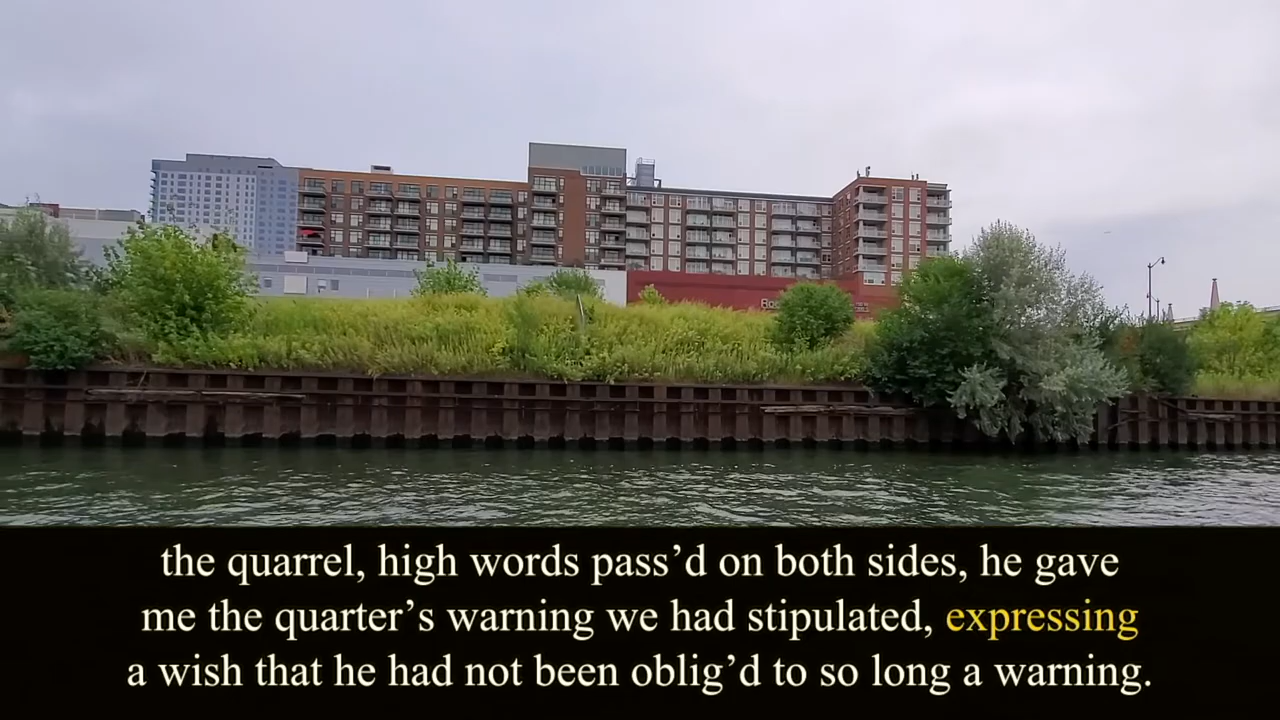 the quarrel, high words pass’d on both sides, he gave
me the quarter’s warning we had stipulated, expressing
a wish that he had not been oblig’d to so long a warning.